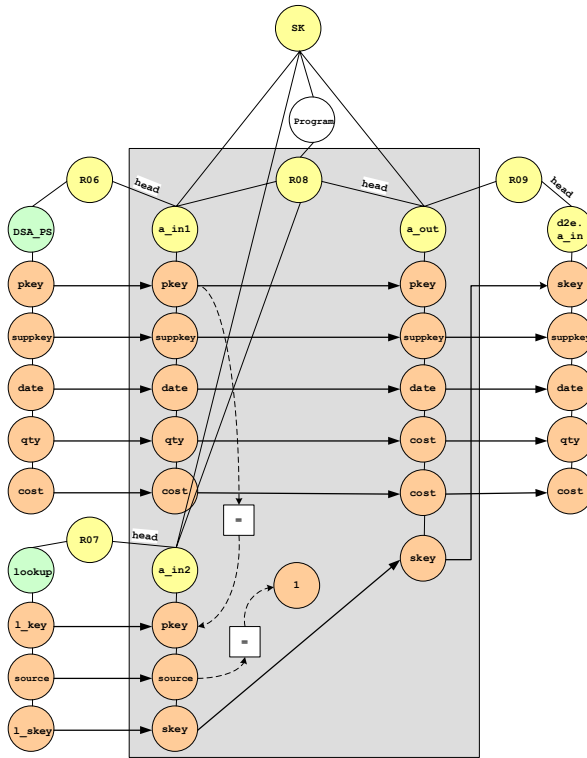 SK
Program
R06
head
R08
head
R09
head
DSA_PS
a_in1
a_out
d2e.
a_in
pkey
pkey
pkey
skey
suppkey
suppkey
suppkey
suppkey
date
date
date
date
qty
qty
cost
qty
cost
cost
cost
cost
=
R07
head
skey
lookup
a_in2
1
l_key
pkey
=
source
source
l_skey
skey